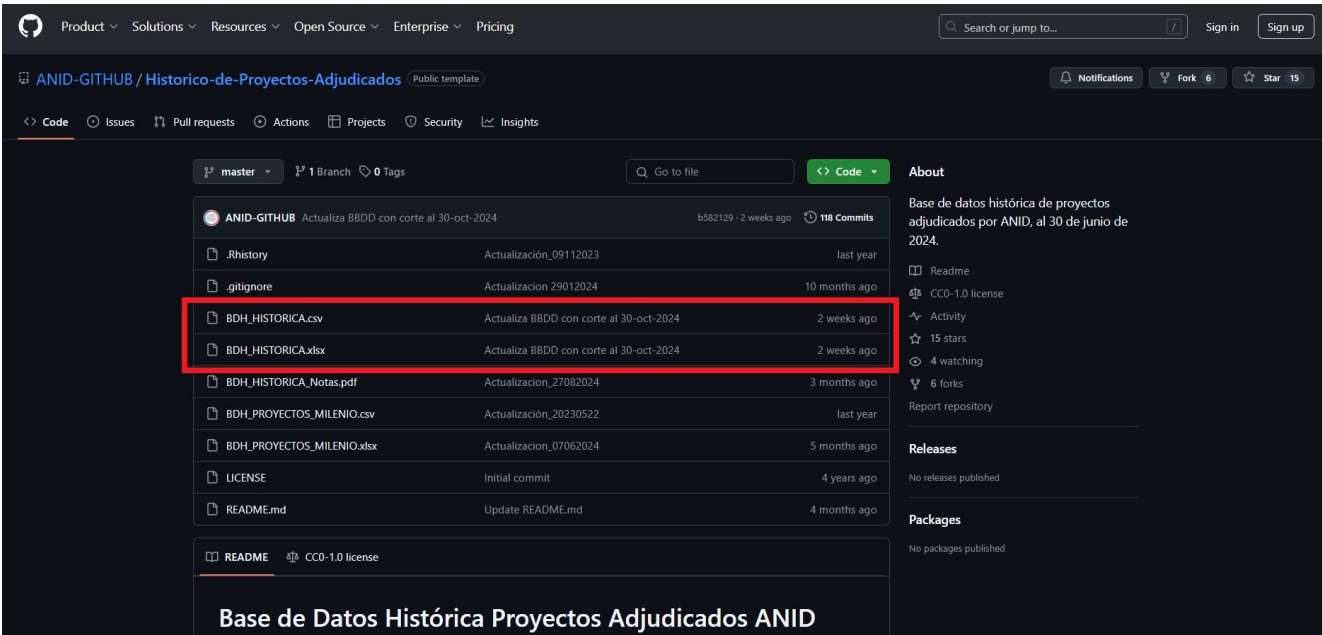 Product Solutions Resources Open Source Enterprise Pricing Search or jump to... / Sign in Sign up
ANID-GITHUB / Historico-de-Proyectos-Adjudicados Public template Notifications Fork 6 Star 15
<> Code Issues Pull requests Actions Projects Security Insights
master 1 Branch 0 Tags Go to file <> Code
ANID-GITHUB Actualiza BBDD con corte al 30-oct-2024 b582129 · 2 weeks ago 118 Commits
.Rhistory Actualización_09112023 last year
.gitignore Actualizacion 29012024 10 months ago
BDH_HISTORICA.csv Actualiza BBDD con corte al 30-oct-2024 2 weeks ago
BDH_HISTORICA.xlsx Actualiza BBDD con corte al 30-oct-2024 2 weeks ago
BDH_HISTORICA_Notas.pdf Actualizacion_27082024 3 months ago
BDH_PROYECTOS_MILENIO.csv Actualización_20230522 last year
BDH_PROYECTOS_MILENIO.xlsx Actualizacion_07062024 5 months ago
LICENSE Initial commit 4 years ago
README.md Update README.md 4 months ago
README CC0-1.0 license
Base de Datos Histórica Proyectos Adjudicados ANID
About
Base de datos histórica de proyectos
adjudicados por ANID, al 30 de junio de
2024.
Readme
CC0-1.0 license
Activity
15 stars
4 watching
6 forks
Report repository
Releases
No releases published
Packages
No packages published